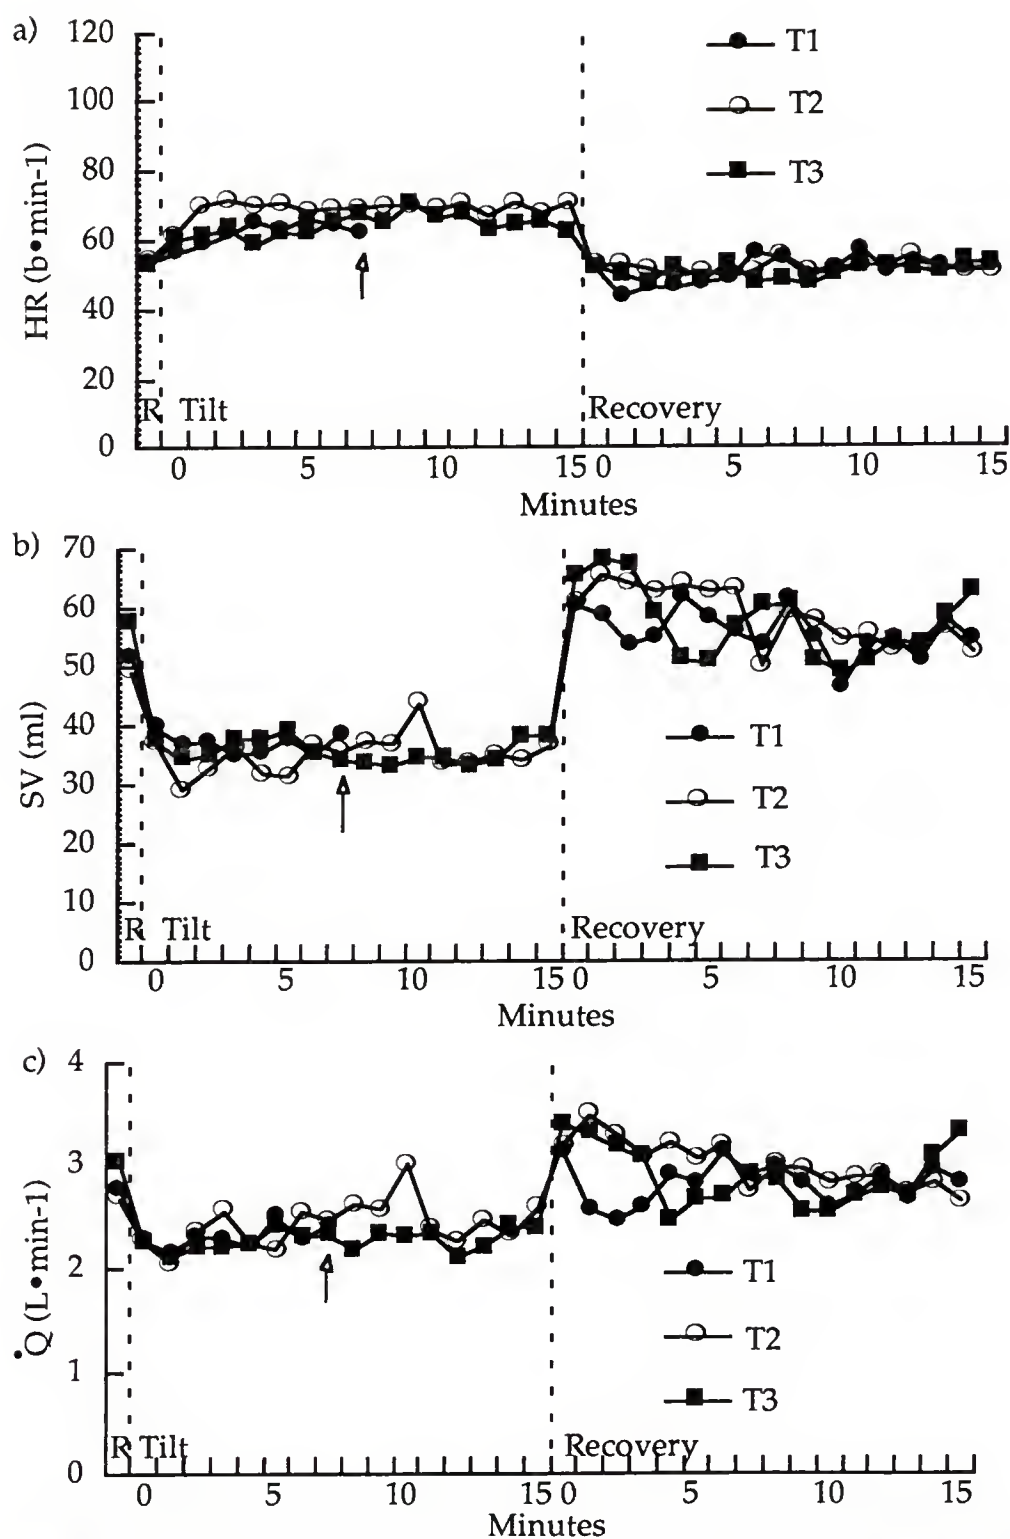 a)
120
100
80
60
40
20
0
HR (b•min-1)
T1
T2
T3
R Tilt
Recovery
0 5 10 15 0 5 10 15
Minutes
b)
70
60
50
40
30
20
10
0
SV (ml)
T1
T2
T3
R Tilt
Recovery
0 5 10 15 0 5 10 15
Minutes
c)
4
3
2
1
0
Q̇ (L•min-1)
T1
T2
T3
R Tilt
Recovery
0 5 10 15 0 5 10 15
Minutes